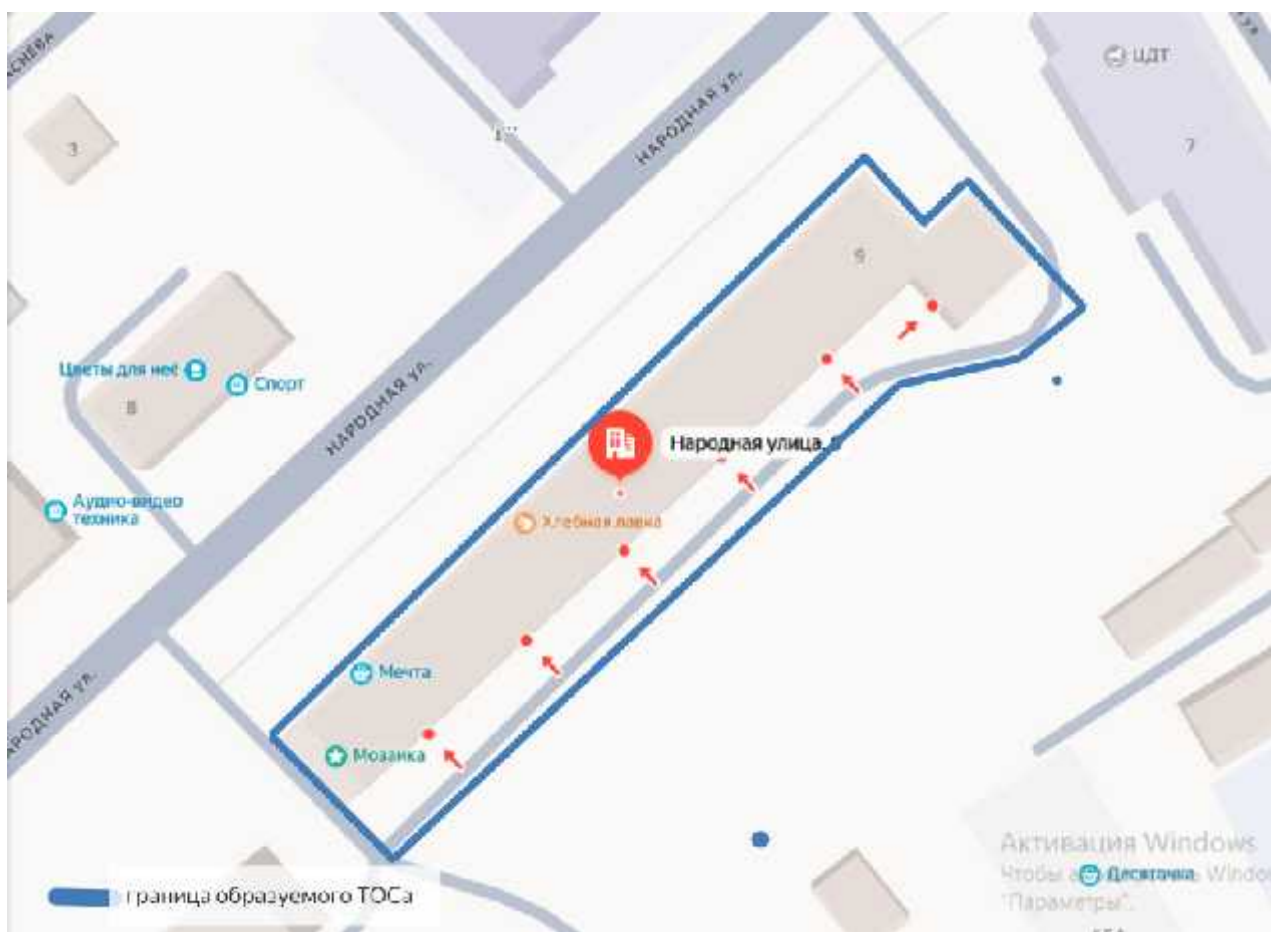 ЦДТ
7
НАРОДНАЯ ул.
3
9
Цветы для неё
Спорт
8
НАРОДНАЯ ул.
Народная улица,
Аудио-видео
техника
Хлебная лавка
Мечта
НАРОДНАЯ ул.
Мозаика
Активация Windows
Десяточка
"Параметры".
граница образуемого ТОСа